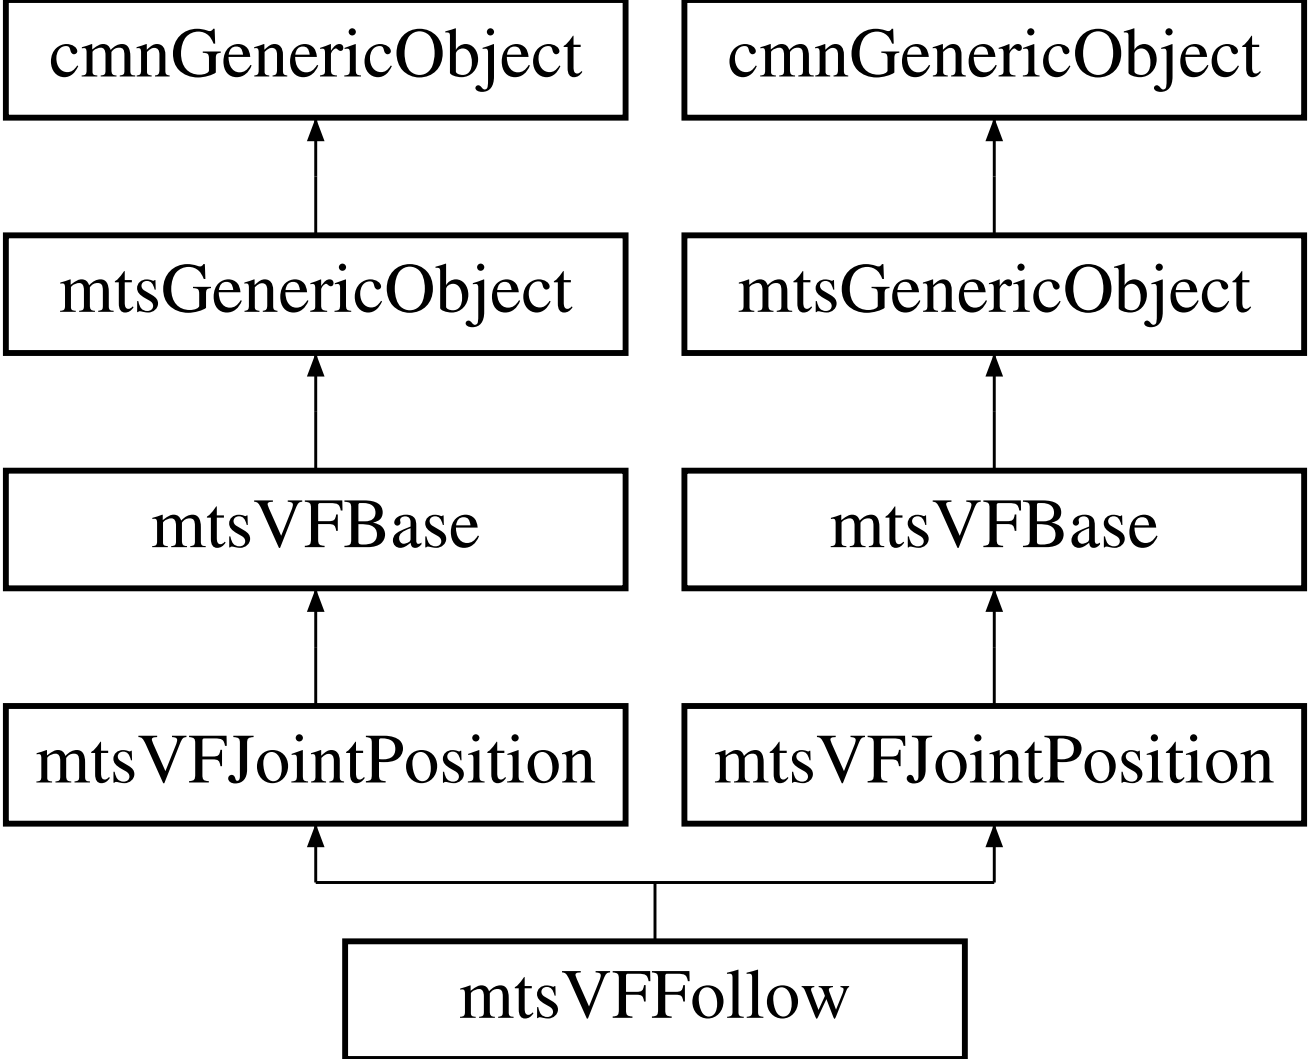 cmnGenericObject
cmnGenericObject
mtsGenericObject
mtsGenericObject
mtsVFBase
mtsVFBase
mtsVFJointPosition
mtsVFJointPosition
mtsVFFollow